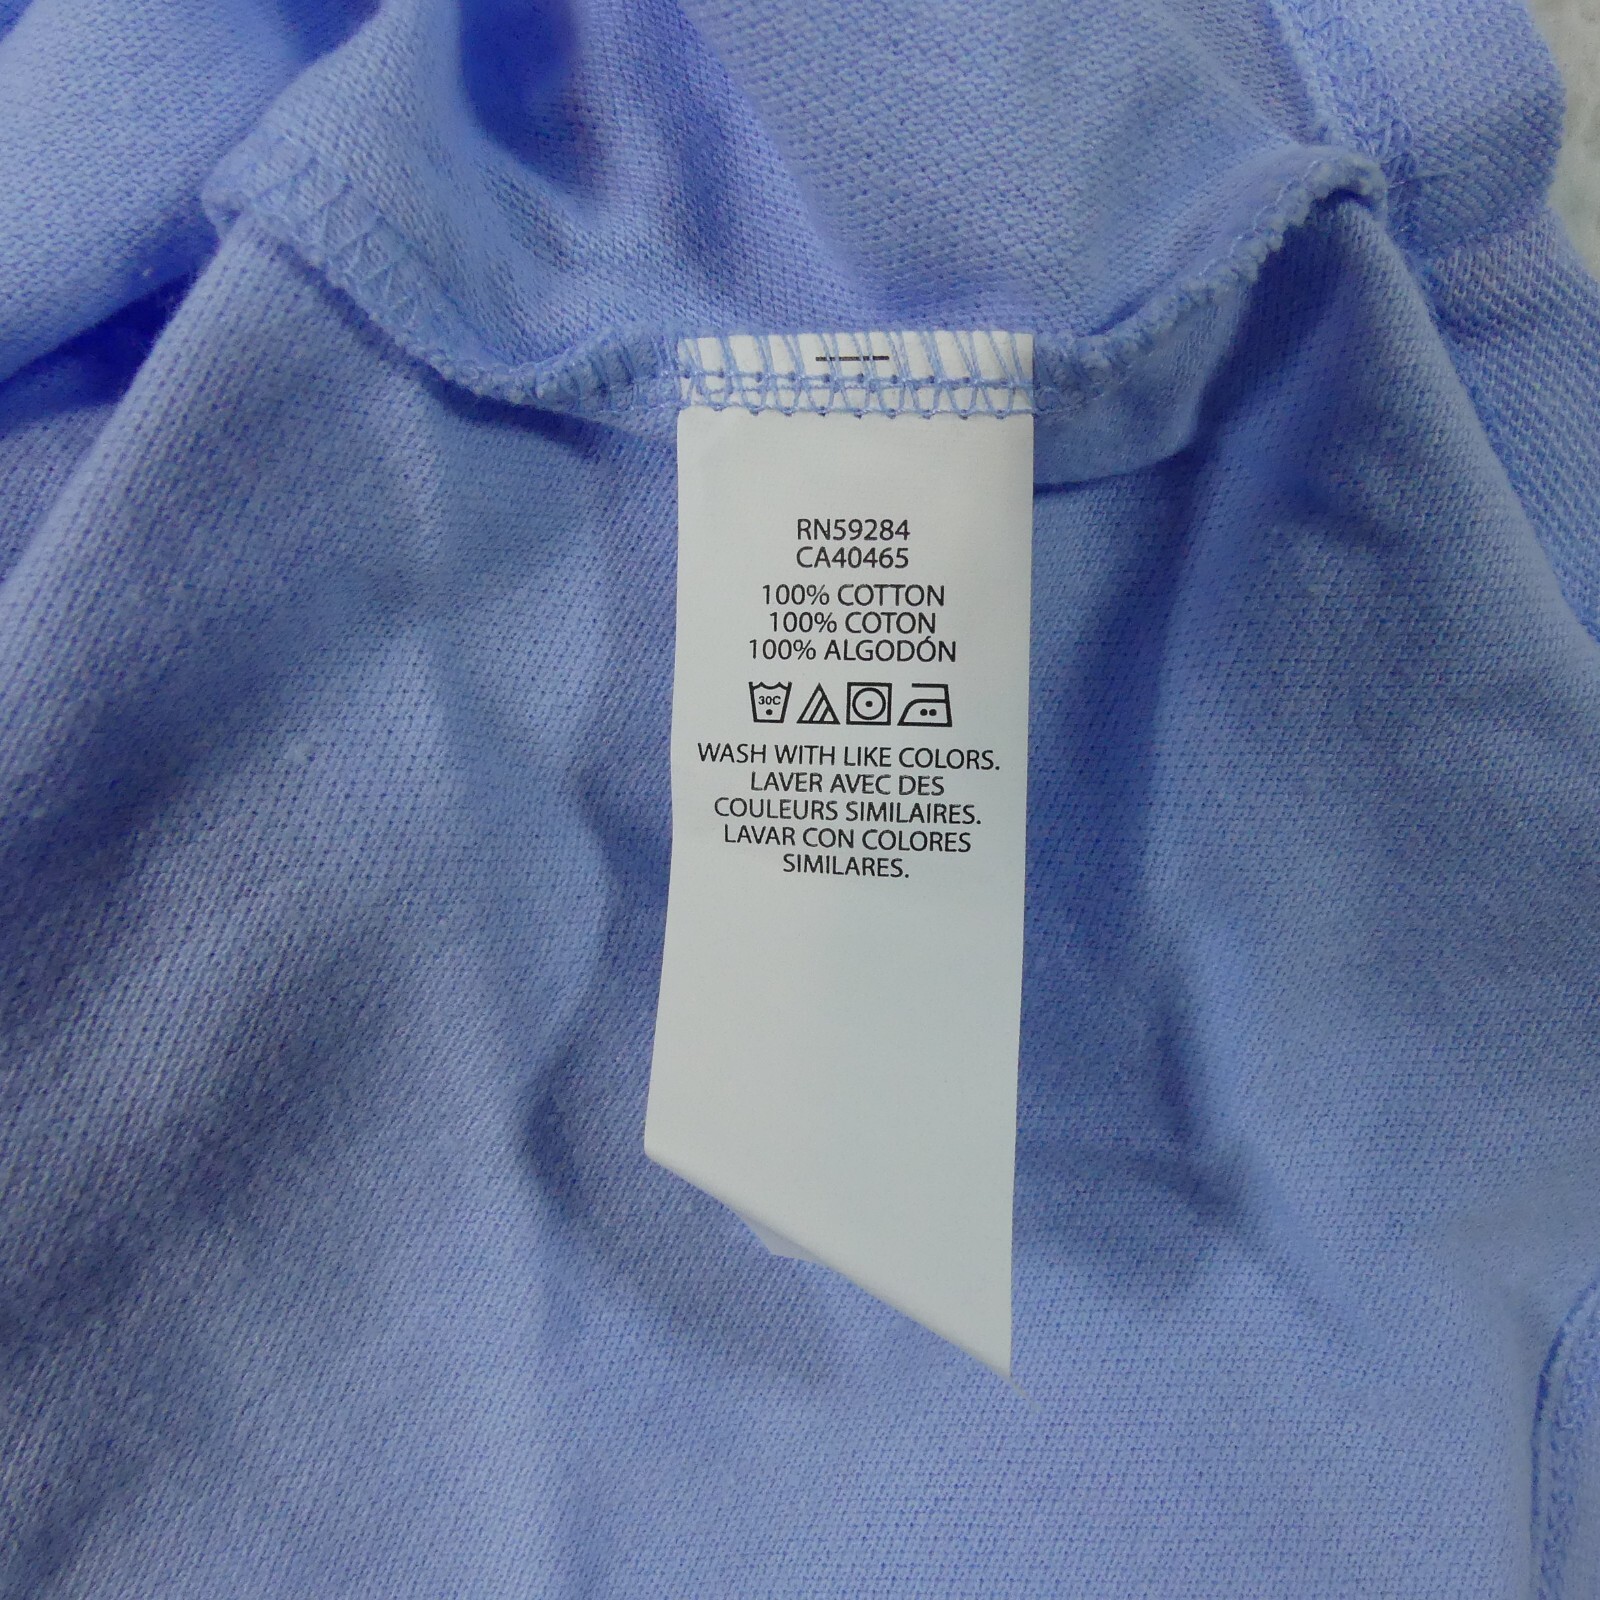 RN59284
CA40465
100% COTTON
100% COTON
100% ALGODÓN
30C
WASH WITH LIKE COLORS.
LAVER AVEC DES
COULEURS SIMILAIRES.
LAVAR CON COLORES
SIMILARES.